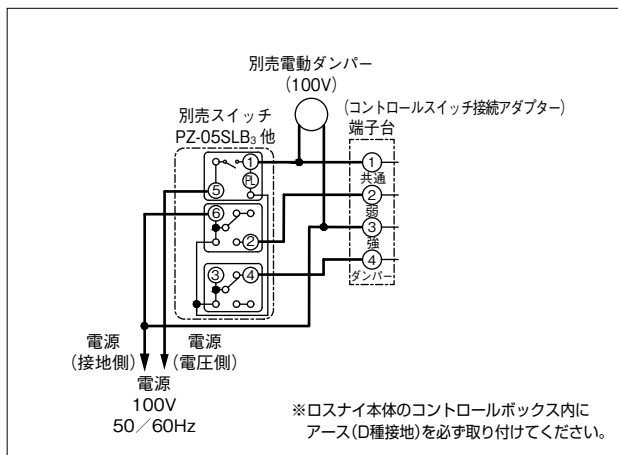 別売電動ダンパー
(100V)
別売スイッチ
PZ-05SLB₃ 他
(コントロールスイッチ接続アダプター)
端子台
①
PL
⑤
⑥
②
③
④
①
共通
②
弱
③
強
④
ダンパー
電源
(接地側)
電源
(電圧側)
電源
100V
50/60Hz
※ロスナイ本体のコントロールボックス内に
アース(D種接地)を必ず取り付けてください。